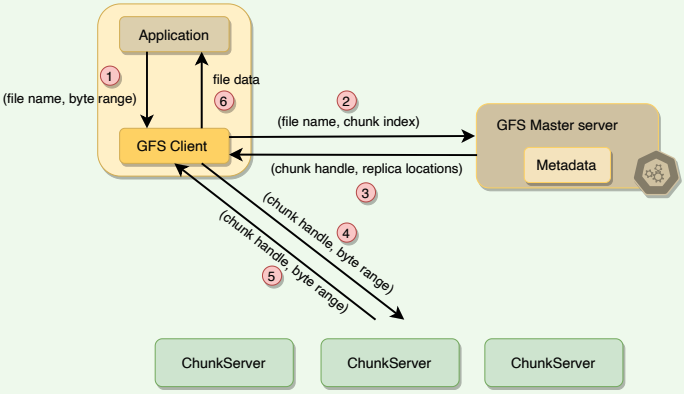 Application
1
(file name, byte range)
file data
6
GFS Client
2
(file name, chunk index)
GFS Master server
Metadata
(chunk handle, replica locations)
3
(chunk handle, byte range)
4
(chunk handle, byte range)
5
ChunkServer
ChunkServer
ChunkServer